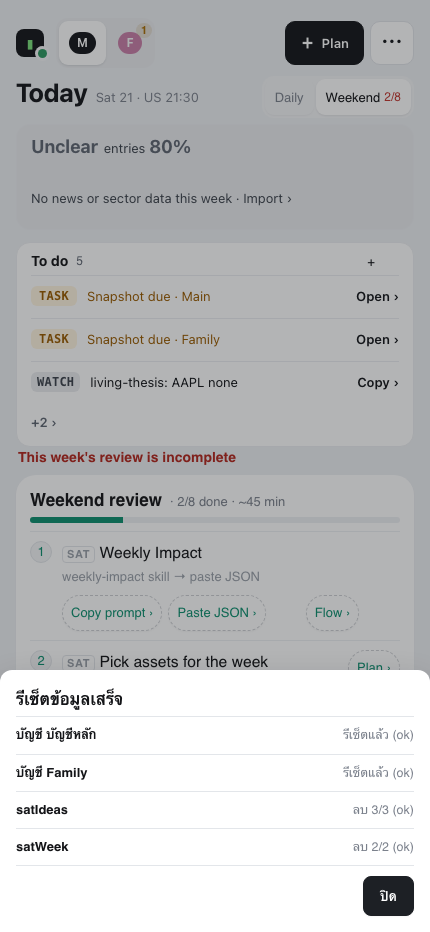 M
F
1
+ Plan
...
Today Sat 21 · US 21:30
Daily
Weekend 2/8
Unclear entries 80%
No news or sector data this week · Import ›
To do 5
+
TASK Snapshot due · Main Open ›
TASK Snapshot due · Family Open ›
WATCH living-thesis: AAPL none Copy ›
+2 ›
This week's review is incomplete
Weekend review · 2/8 done · ~45 min
1 SAT Weekly Impact
weekly-impact skill → paste JSON
Copy prompt › Paste JSON › Flow ›
2 SAT Pick assets for the week Plan ›
รีเซ็ตข้อมูลเสร็จ
บัญชี บัญชีหลัก รีเซ็ตแล้ว (ok)
บัญชี Family รีเซ็ตแล้ว (ok)
satIdeas ลบ 3/3 (ok)
satWeek ลบ 2/2 (ok)
ปิด